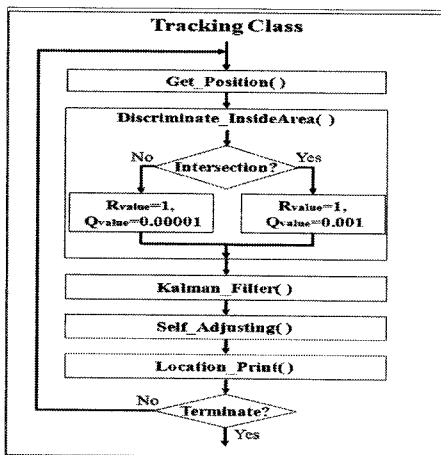 Tracking Class
Get_Position( )
Discriminate_InsideArea( )
No
Yes
Intersection?
Rvalue=1,
Qvalue=0.00001
Rvalue=1,
Qvalue=0.001
Kalman_Filter( )
Self_Adjusting( )
Location_Print( )
No
Terminate?
Yes